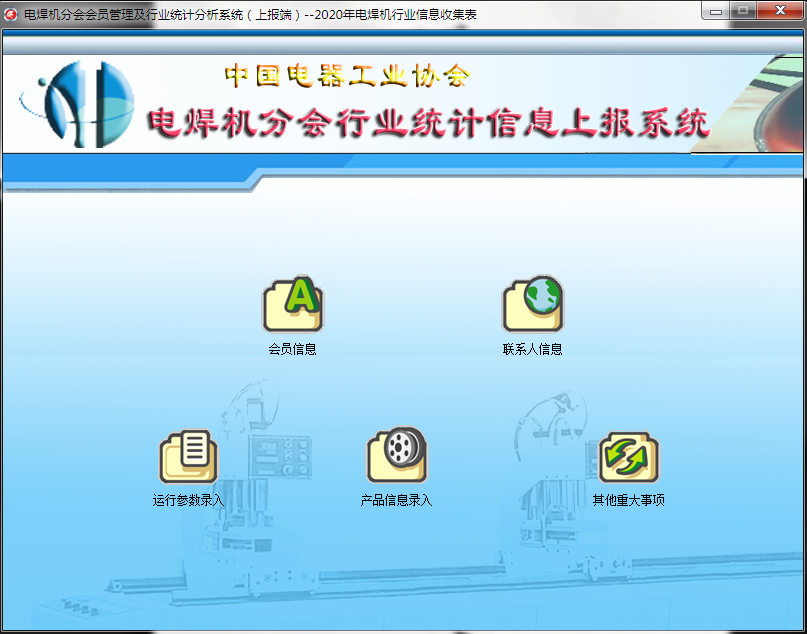 电焊机分会会员管理及行业统计分析系统（上报端）--2020年电焊机行业信息收集表
中国电器工业协会
电焊机分会行业统计信息上报系统
会员信息
联系人信息
运行参数录入
产品信息录入
其他重大事项